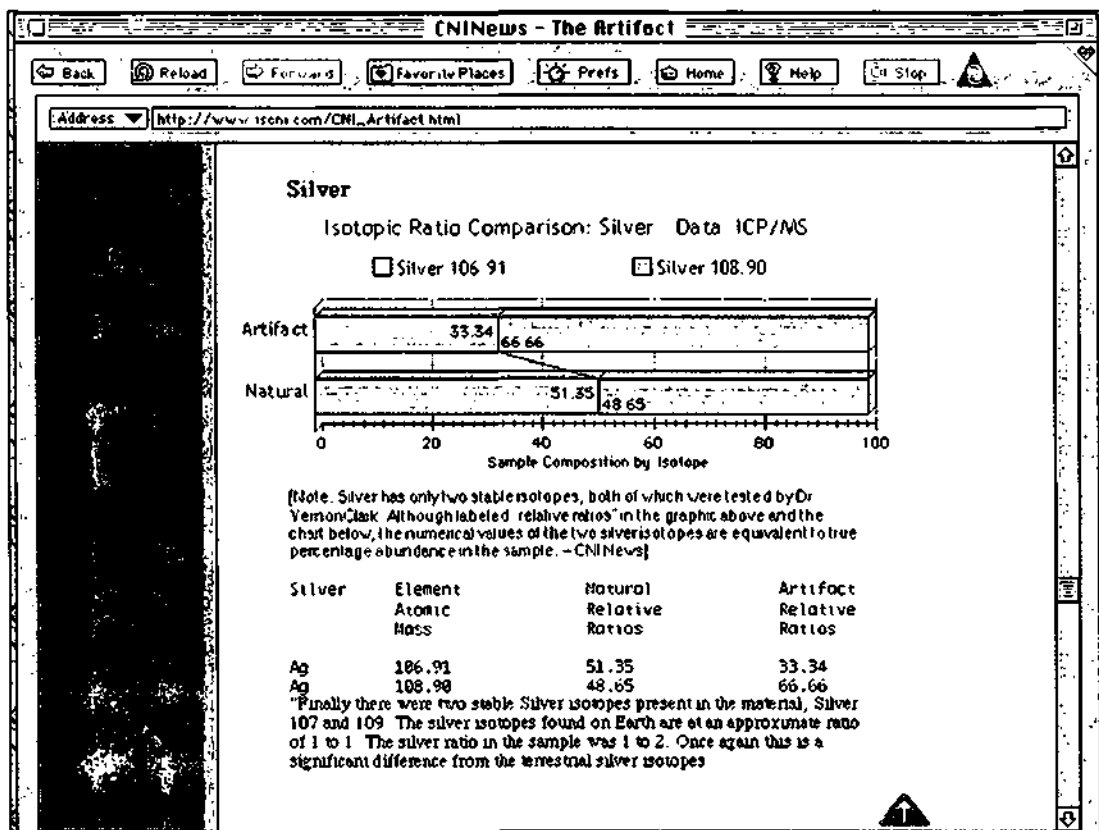 CNINews - The Artifact
Back Reload Forward Favorite Places Prefs Home Help Stop
Address http://www.iscni.com/CNI_Artifact.html
Silver
Isotopic Ratio Comparison: Silver Data ICP/MS
Silver 106.91 Silver 108.90
Artifact 33.34 66.66
Natural 51.35 48.65
0 20 40 60 80 100
Sample Composition by Isotope
[Note. Silver has only two stable isotopes, both of which were tested by Dr
Vernon Clark. Although labeled "relative ratios" in the graphic above and the
chart below, the numerical values of the two silver isotopes are equivalent to true
percentage abundance in the sample. - CNI News]
Silver Element Natural Artifact
Atomic Relative Relative
Mass Ratios Ratios
Ag 106.91 51.35 33.34
Ag 108.90 48.65 66.66
"Finally there were two stable Silver isotopes present in the material, Silver
107 and 109. The silver isotopes found on Earth are at an approximate ratio
of 1 to 1. The silver ratio in the sample was 1 to 2. Once again this is a
significant difference from the terrestrial silver isotopes